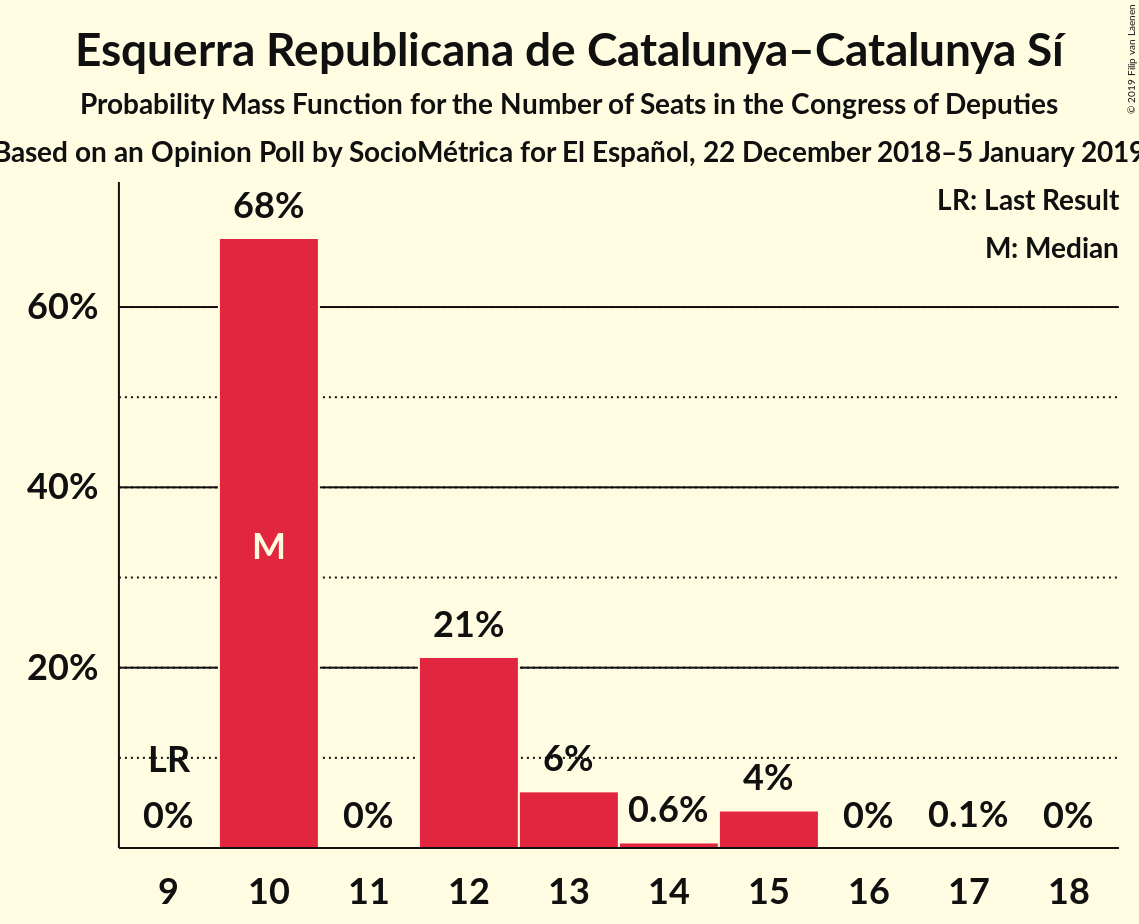 Esquerra Republicana de Catalunya–Catalunya Sí
Probability Mass Function for the Number of Seats in the Congress of Deputies
Based on an Opinion Poll by SocioMétrica for El Español, 22 December 2018–5 January 2019
© 2019 Filip van Laenen
LR: Last Result
M: Median
60%
40%
20%
68%
M
LR
0%
0%
21%
6%
0.6%
4%
0%
0.1%
0%
9 10 11 12 13 14 15 16 17 18